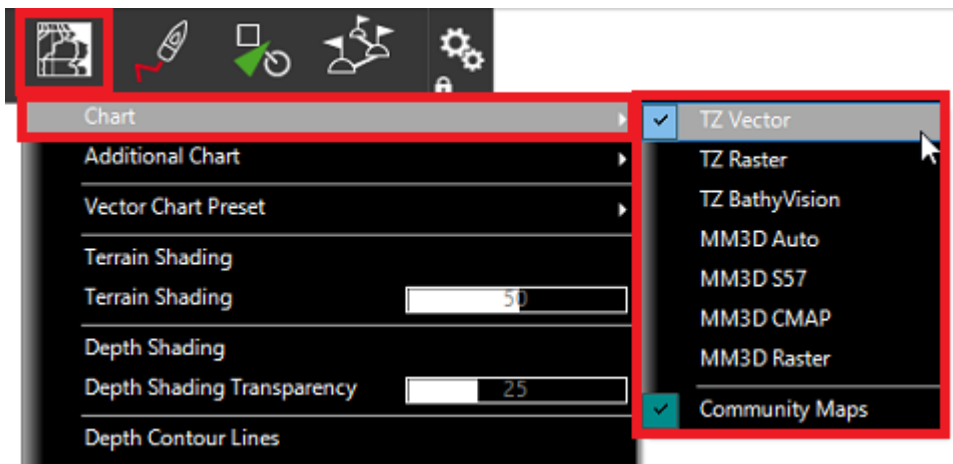 Chart
Additional Chart
Vector Chart Preset
Terrain Shading
Terrain Shading 50
Depth Shading
Depth Shading Transparency 25
Depth Contour Lines
TZ Vector
TZ Raster
TZ BathyVision
MM3D Auto
MM3D S57
MM3D CMAP
MM3D Raster
Community Maps